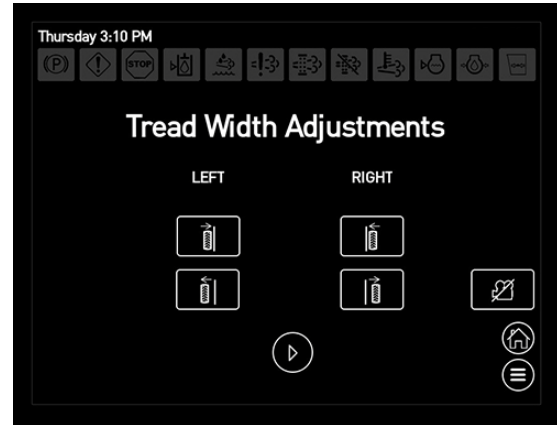 Thursday 3:10 PM
(P)
STOP
Tread Width Adjustments
LEFT RIGHT